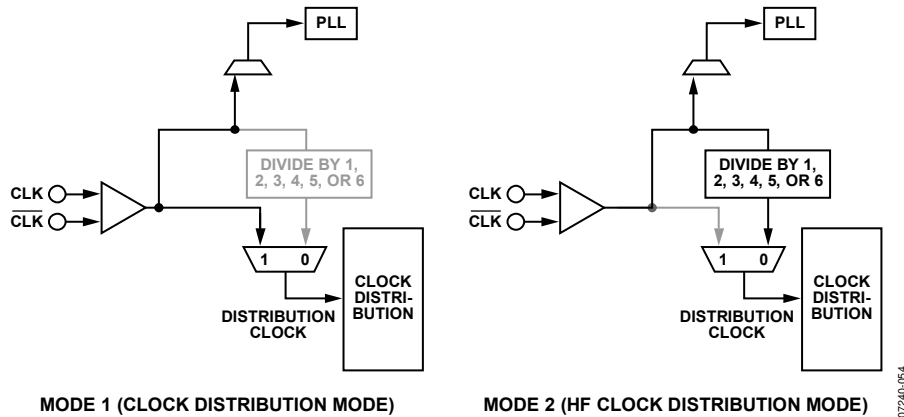 PLL
DIVIDE BY 1,
2, 3, 4, 5, OR 6
CLK
CLK
1 0
CLOCK
DISTRI-
BUTION
DISTRIBUTION
CLOCK
MODE 1 (CLOCK DISTRIBUTION MODE)
PLL
DIVIDE BY 1,
2, 3, 4, 5, OR 6
CLK
CLK
1 0
CLOCK
DISTRI-
BUTION
DISTRIBUTION
CLOCK
MODE 2 (HF CLOCK DISTRIBUTION MODE)
07240-054